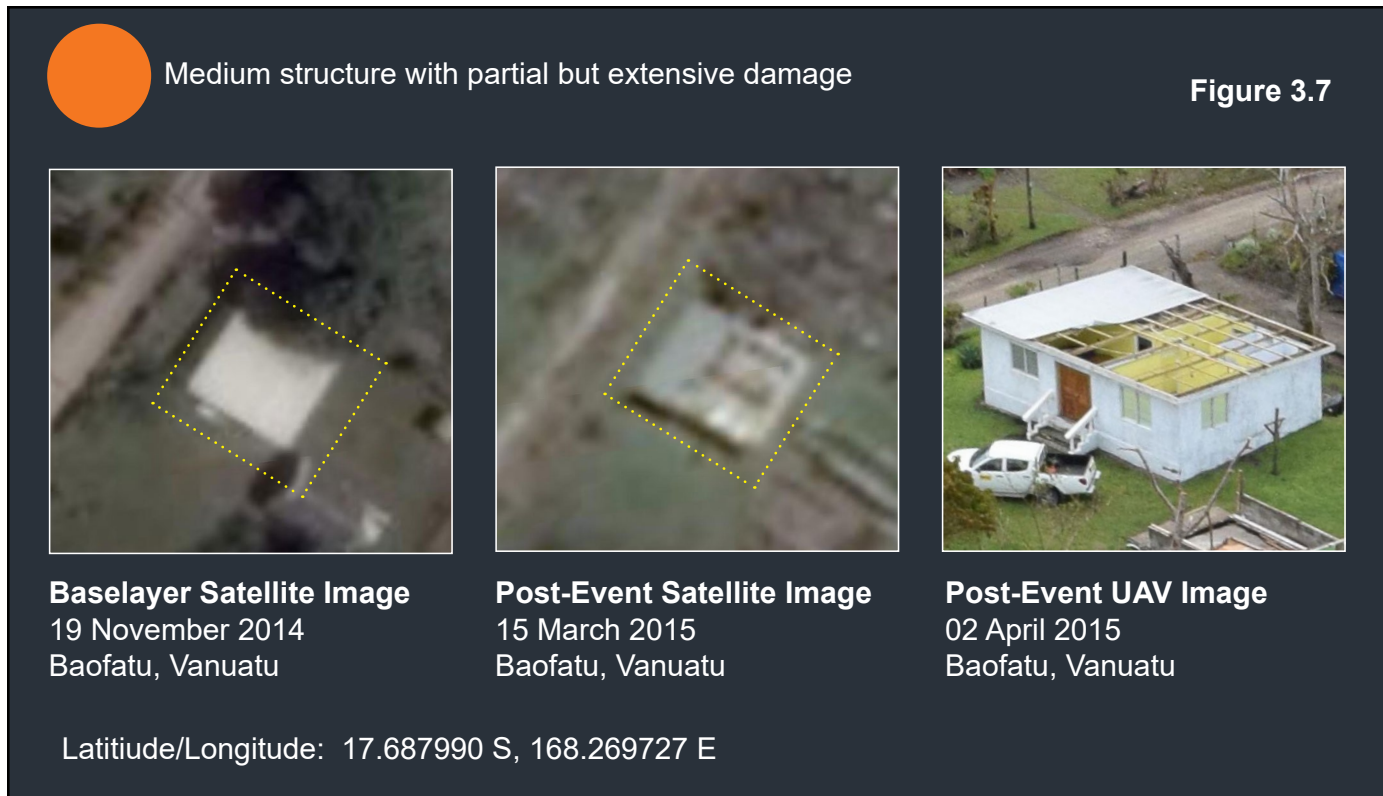 Medium structure with partial but extensive damage
Figure 3.7
Baselayer Satellite Image
19 November 2014
Baofatu, Vanuatu
Post-Event Satellite Image
15 March 2015
Baofatu, Vanuatu
Post-Event UAV Image
02 April 2015
Baofatu, Vanuatu
Latitiude/Longitude:  17.687990 S, 168.269727 E